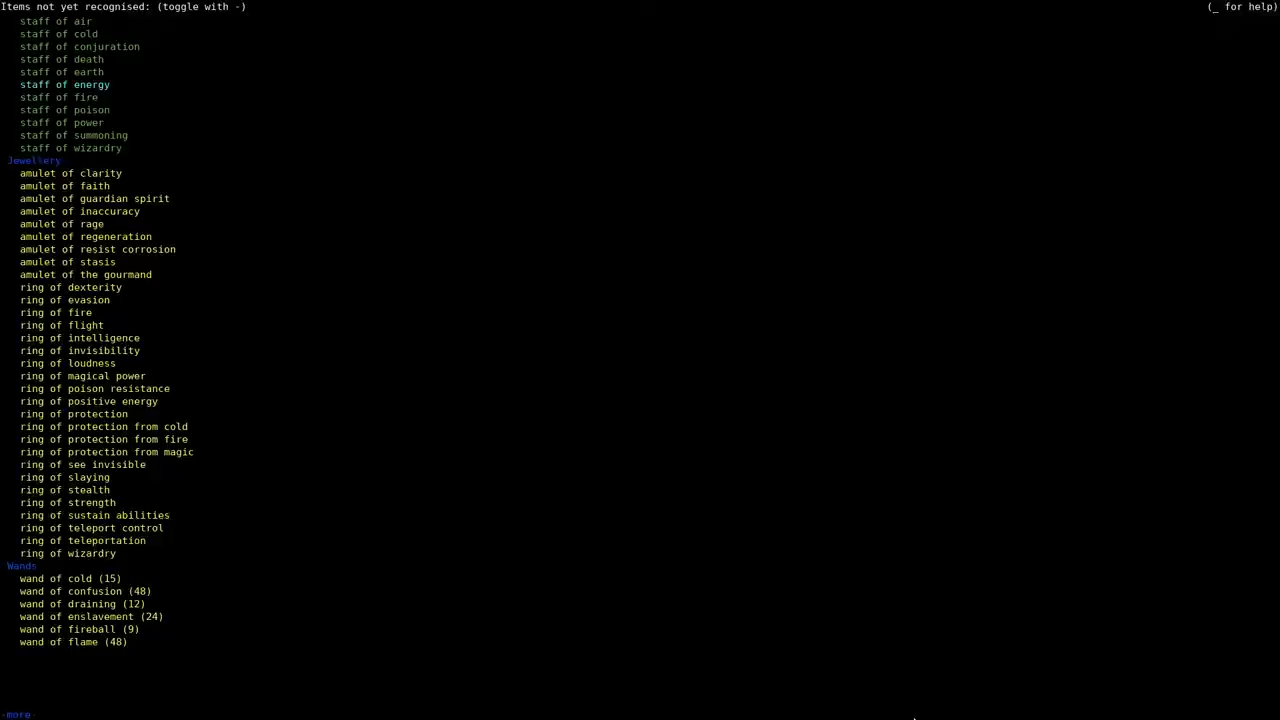 Items not yet recognised: (toggle with -) (_ for help)
staff of air
staff of cold
staff of conjuration
staff of death
staff of earth
staff of energy
staff of fire
staff of poison
staff of power
staff of summoning
staff of wizardry
Jewellery
amulet of clarity
amulet of faith
amulet of guardian spirit
amulet of inaccuracy
amulet of rage
amulet of regeneration
amulet of resist corrosion
amulet of stasis
amulet of the gourmand
ring of dexterity
ring of evasion
ring of fire
ring of flight
ring of intelligence
ring of invisibility
ring of loudness
ring of magical power
ring of poison resistance
ring of positive energy
ring of protection
ring of protection from cold
ring of protection from fire
ring of protection from magic
ring of see invisible
ring of slaying
ring of stealth
ring of strength
ring of sustain abilities
ring of teleport control
ring of teleportation
ring of wizardry
Wands
wand of cold (15)
wand of confusion (48)
wand of draining (12)
wand of enslavement (24)
wand of fireball (9)
wand of flame (48)
-more